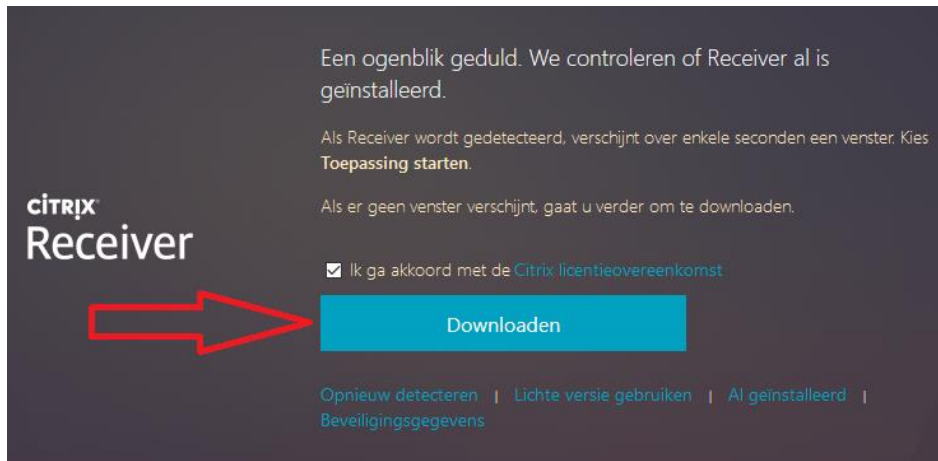 Een ogenblik geduld. We controleren of Receiver al is
geïnstalleerd.
Als Receiver wordt gedetecteerd, verschijnt over enkele seconden een venster. Kies
Toepassing starten.
Als er geen venster verschijnt, gaat u verder om te downloaden.
CİTRIX
Receiver
Ik ga akkoord met de Citrix licentieovereenkomst
Downloaden
Opnieuw detecteren | Lichte versie gebruiken | Al geïnstalleerd |
Beveiligingsgegevens